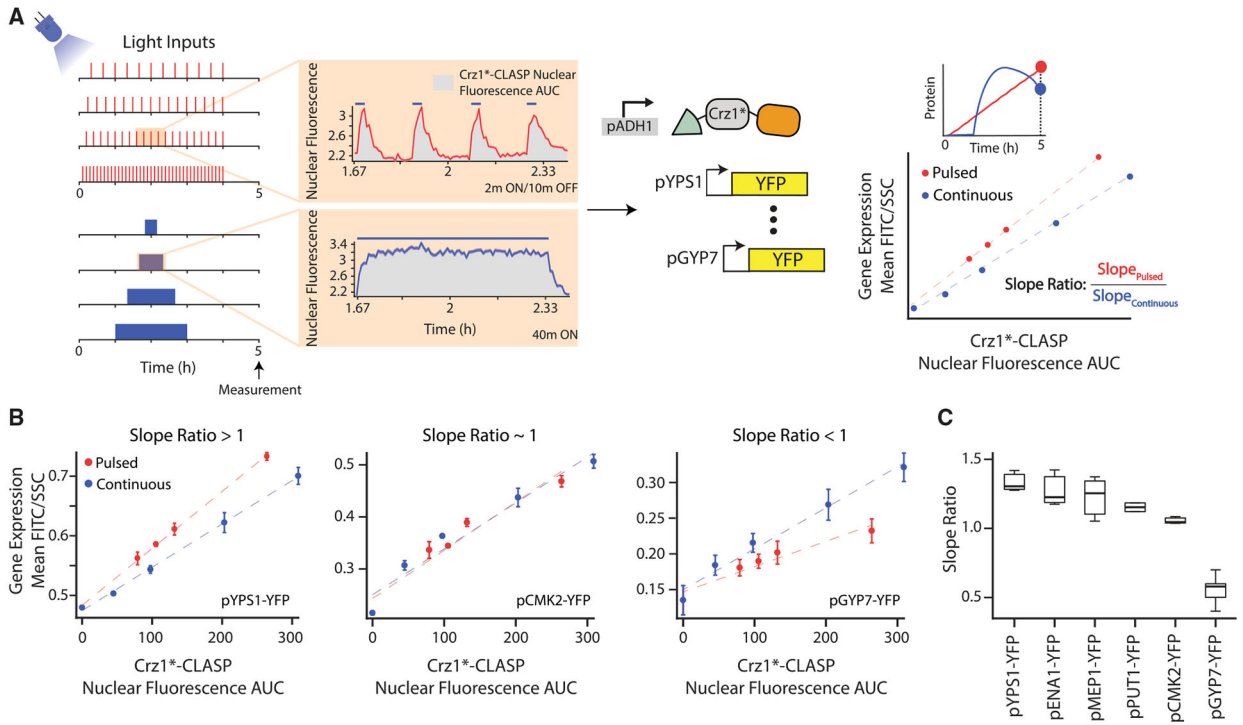 A
Light Inputs
0
5
0
5
Time (h)
Measurement
Nuclear Fluorescence
Crz1*-CLASP Nuclear
Fluorescence AUC
3
2.6
2.2
1.67
2
2.33
2m ON/10m OFF
Nuclear Fluorescence
3.4
3
2.6
2.2
1.67
2
2.33
Time (h)
40m ON
pADH1
Crz1*
pYPS1
YFP
pGYP7
YFP
Protein
0
5
Time (h)
Pulsed
Continuous
Gene Expression
Mean FITC/SSC
Slope Ratio:
Slope Pulsed
Slope Continuous
Crz1*-CLASP
Nuclear Fluorescence AUC
B
Slope Ratio > 1
Pulsed
Continuous
Gene Expression
Mean FITC/SSC
0.7
0.6
0.5
pYPS1-YFP
0
100
200
300
Crz1*-CLASP
Nuclear Fluorescence AUC
Slope Ratio ~ 1
0.5
0.3
pCMK2-YFP
0
100
200
300
Crz1*-CLASP
Nuclear Fluorescence AUC
Slope Ratio < 1
0.35
0.30
0.25
0.20
0.15
pGYP7-YFP
0
100
200
300
Crz1*-CLASP
Nuclear Fluorescence AUC
C
Slope Ratio
1.5
1.0
0.5
pYPS1-YFP
pENA1-YFP
pMEP1-YFP
pPUT1-YFP
pCMK2-YFP
pGYP7-YFP